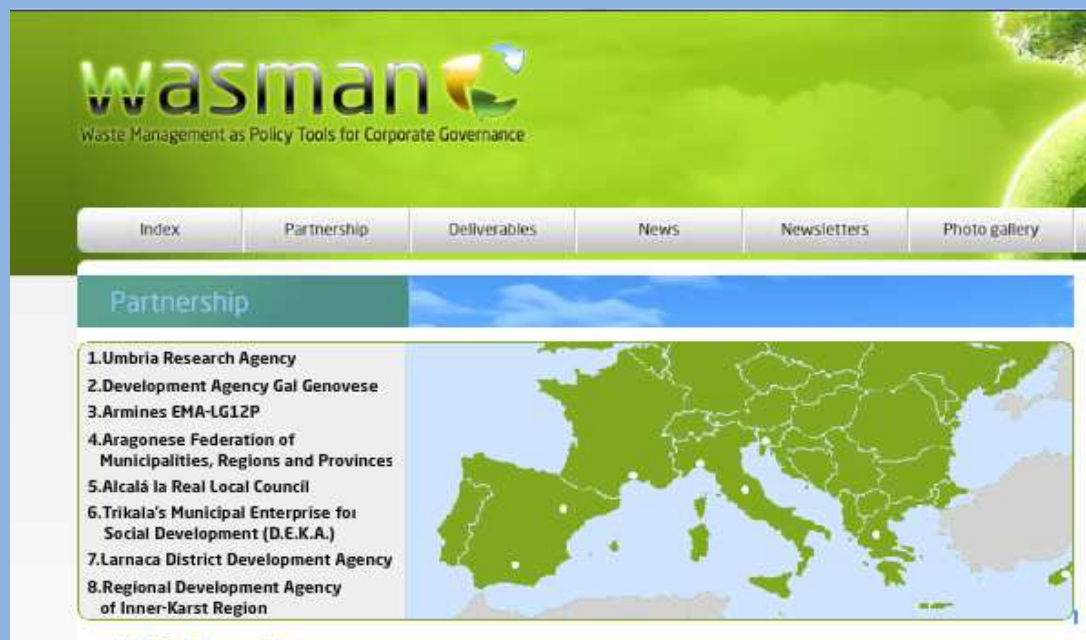 wasman
Waste Management as Policy Tools for Corporate Governance
Index
Partnership
Deliverables
News
Newsletters
Photo gallery
Partnership
1.Umbria Research Agency
2.Development Agency Gal Genovese
3.Armines EMA-LG12P
4.Aragonese Federation of
Municipalities, Regions and Provinces
5.Alcalá la Real Local Council
6.Trikala's Municipal Enterprise for
Social Development (D.E.K.A.)
7.Larnaca District Development Agency
8.Regional Development Agency
of Inner-Karst Region